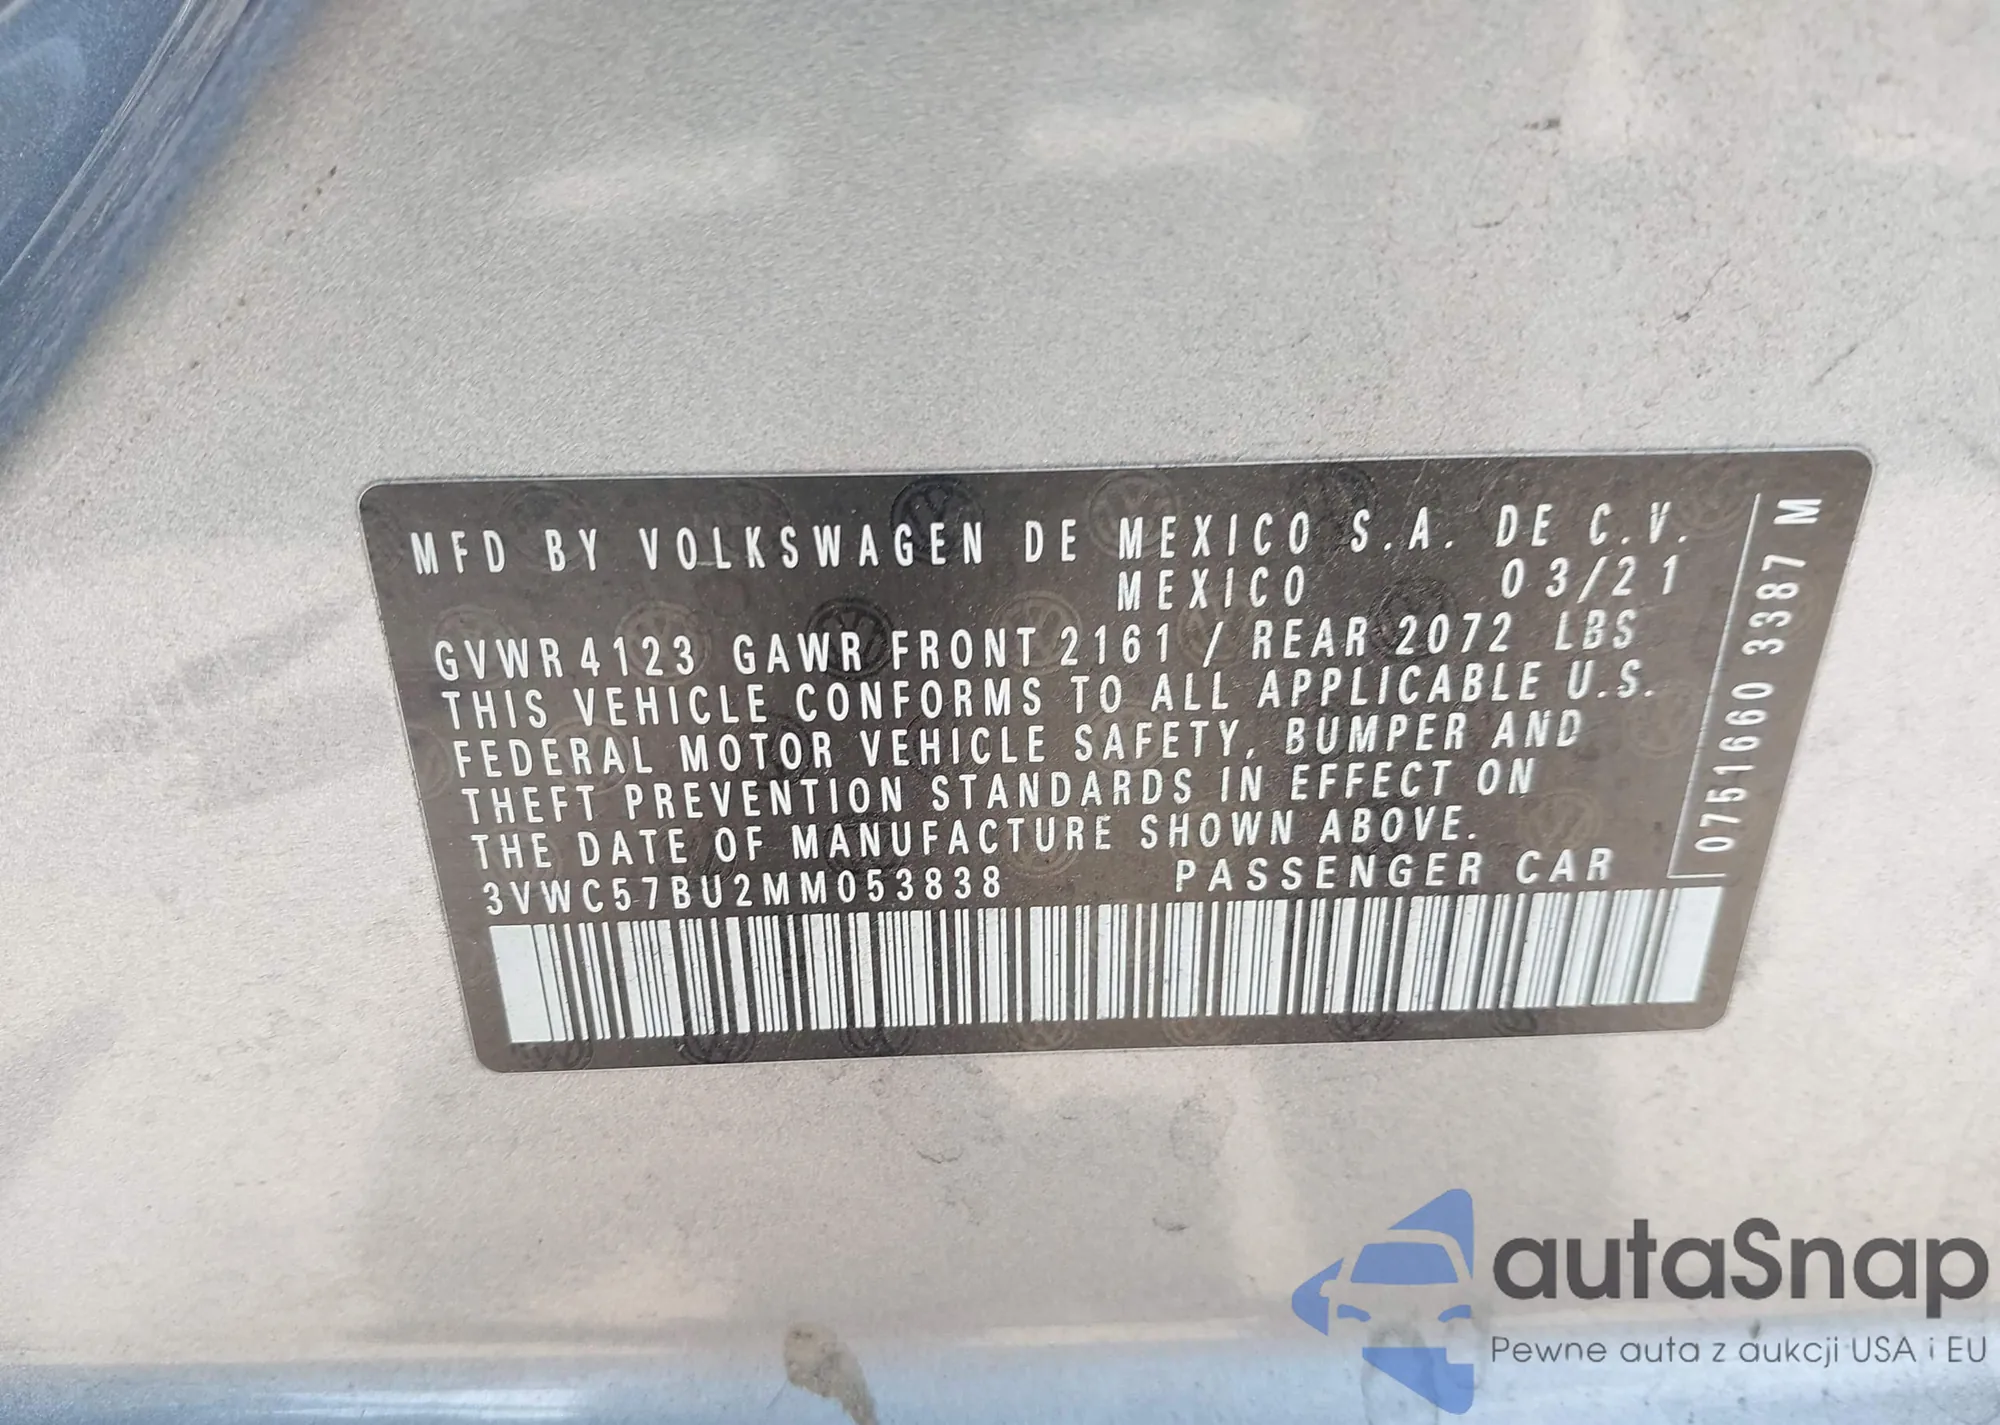 MFD BY VOLKSWAGEN DE MEXICO S.A. DE C.V.
MEXICO 03/21
GVWR 4123 GAWR FRONT 2161 / REAR 2072 LBS
THIS VEHICLE CONFORMS TO ALL APPLICABLE U.S.
FEDERAL MOTOR VEHICLE SAFETY, BUMPER AND
THEFT PREVENTION STANDARDS IN EFFECT ON
THE DATE OF MANUFACTURE SHOWN ABOVE.
3VWC57BU2MM053838 PASSENGER CAR
0751660 3387 M
autaSnap
Pewne auta z aukcji USA i EU